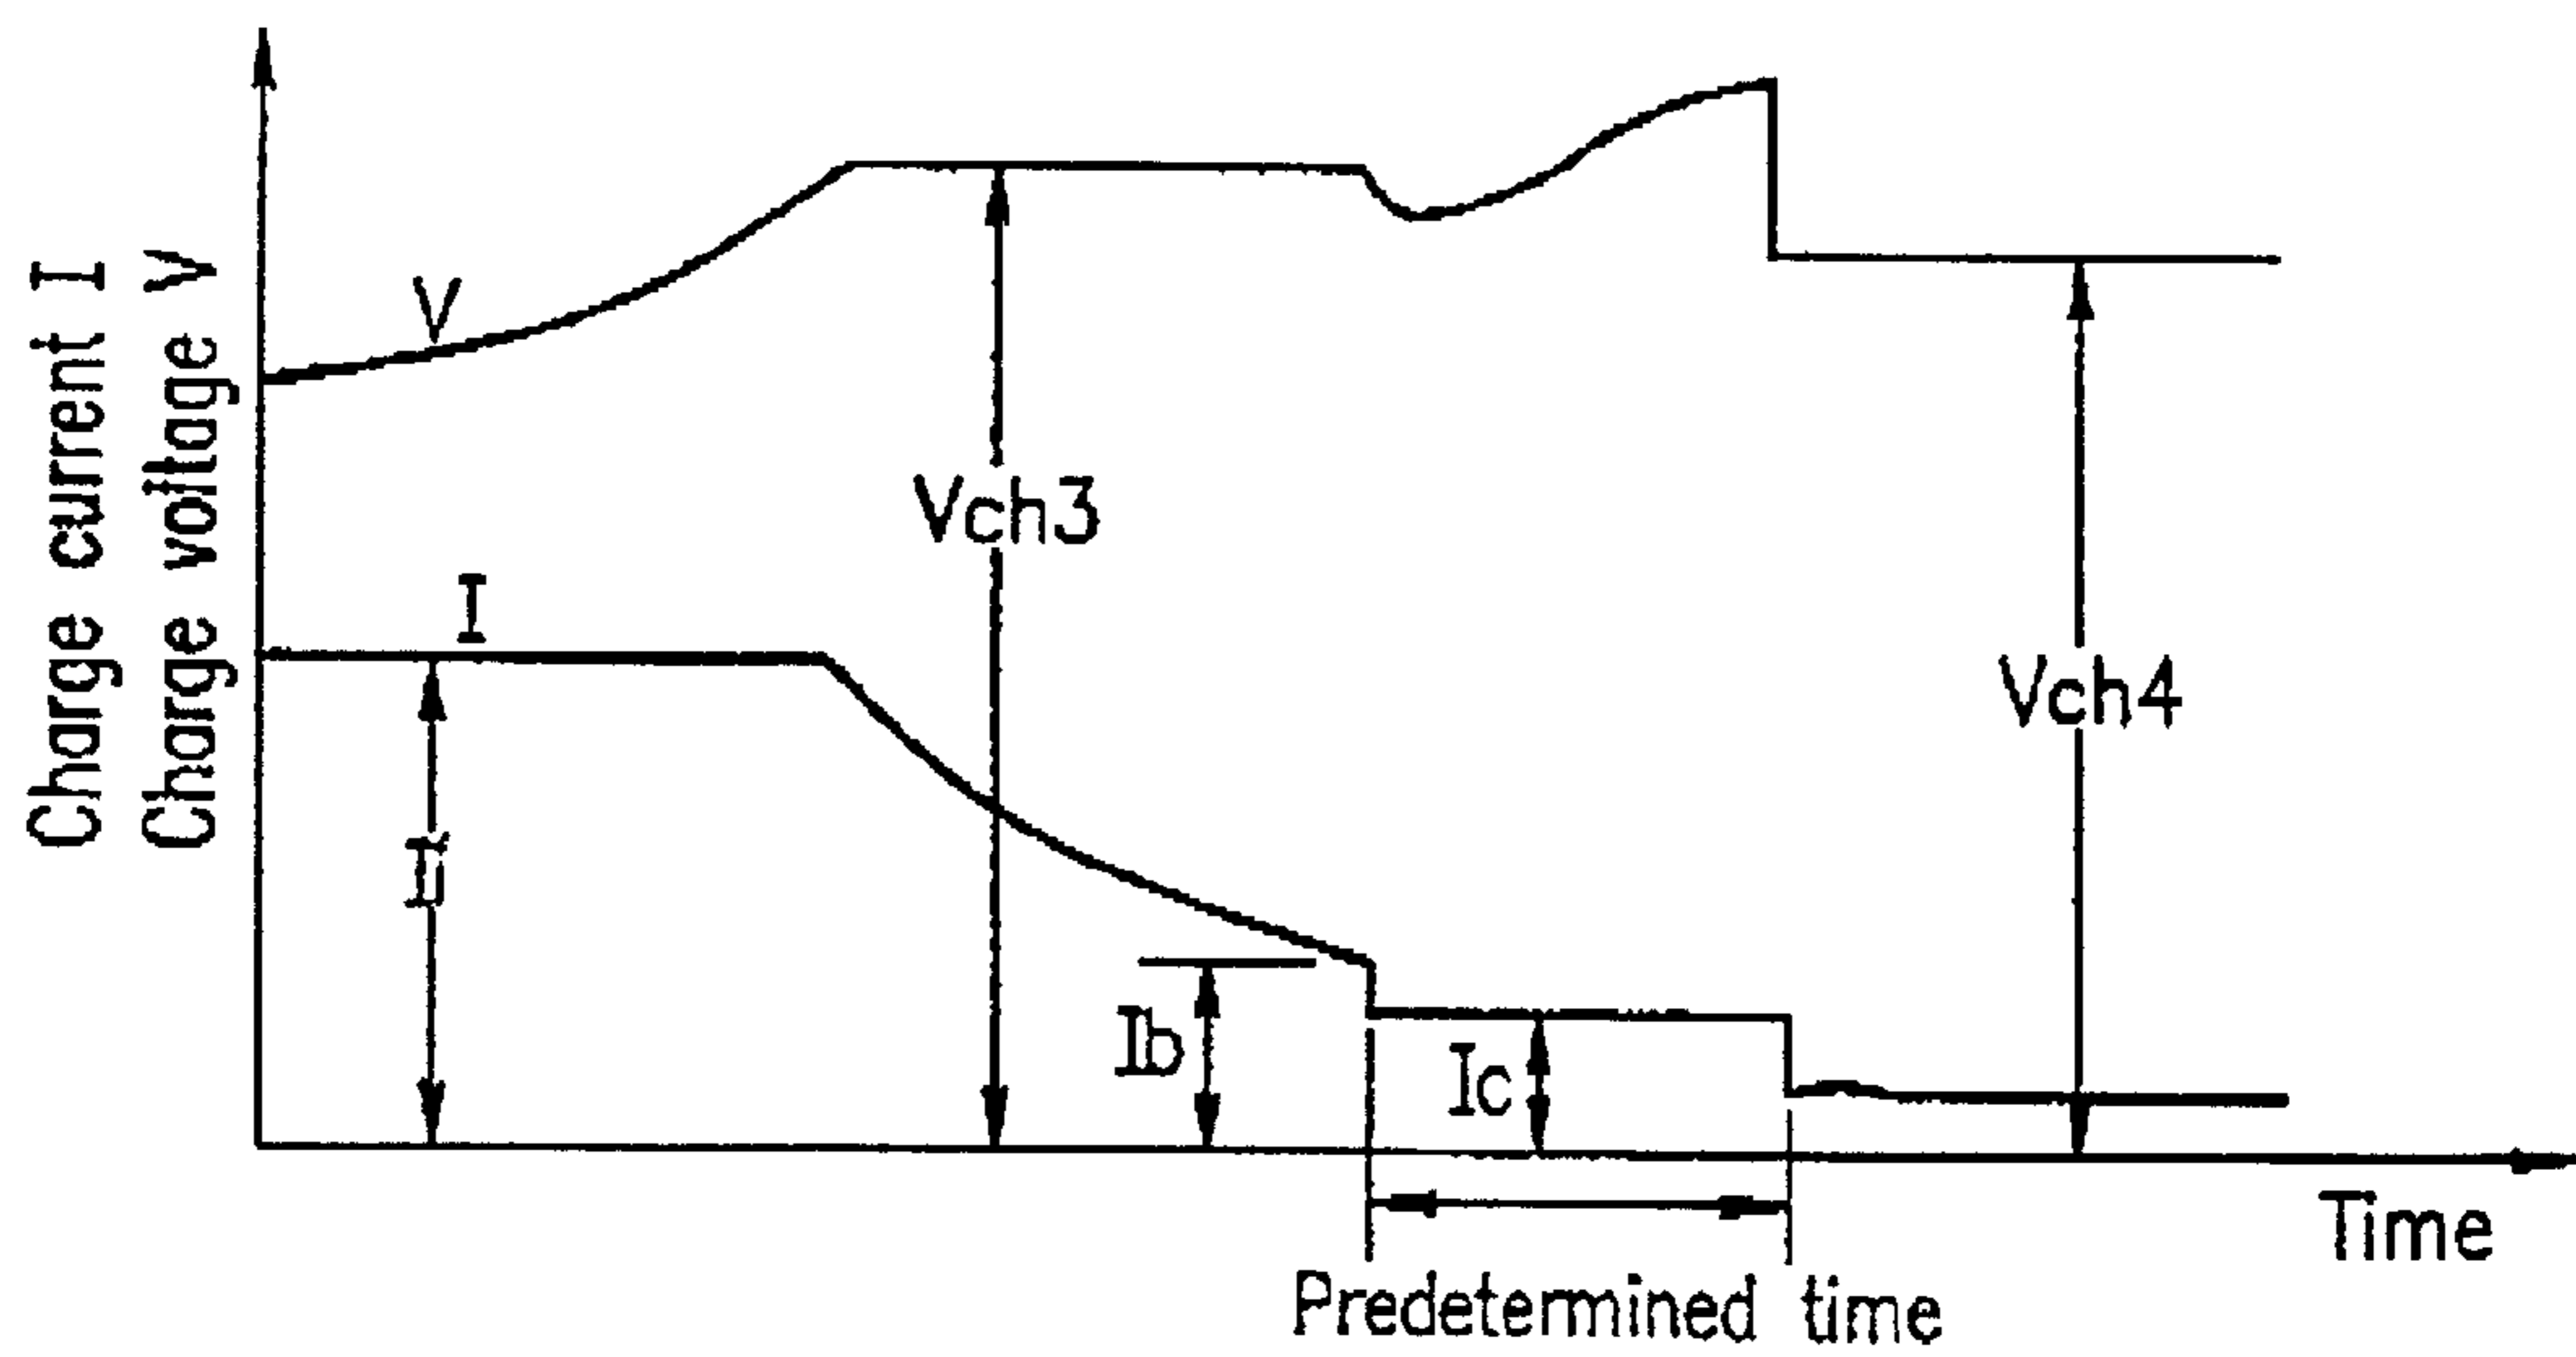 Charge current I
Charge voltage V
V
I
Vch3
Vch4
Ib
Ic
Time
Predetermined time